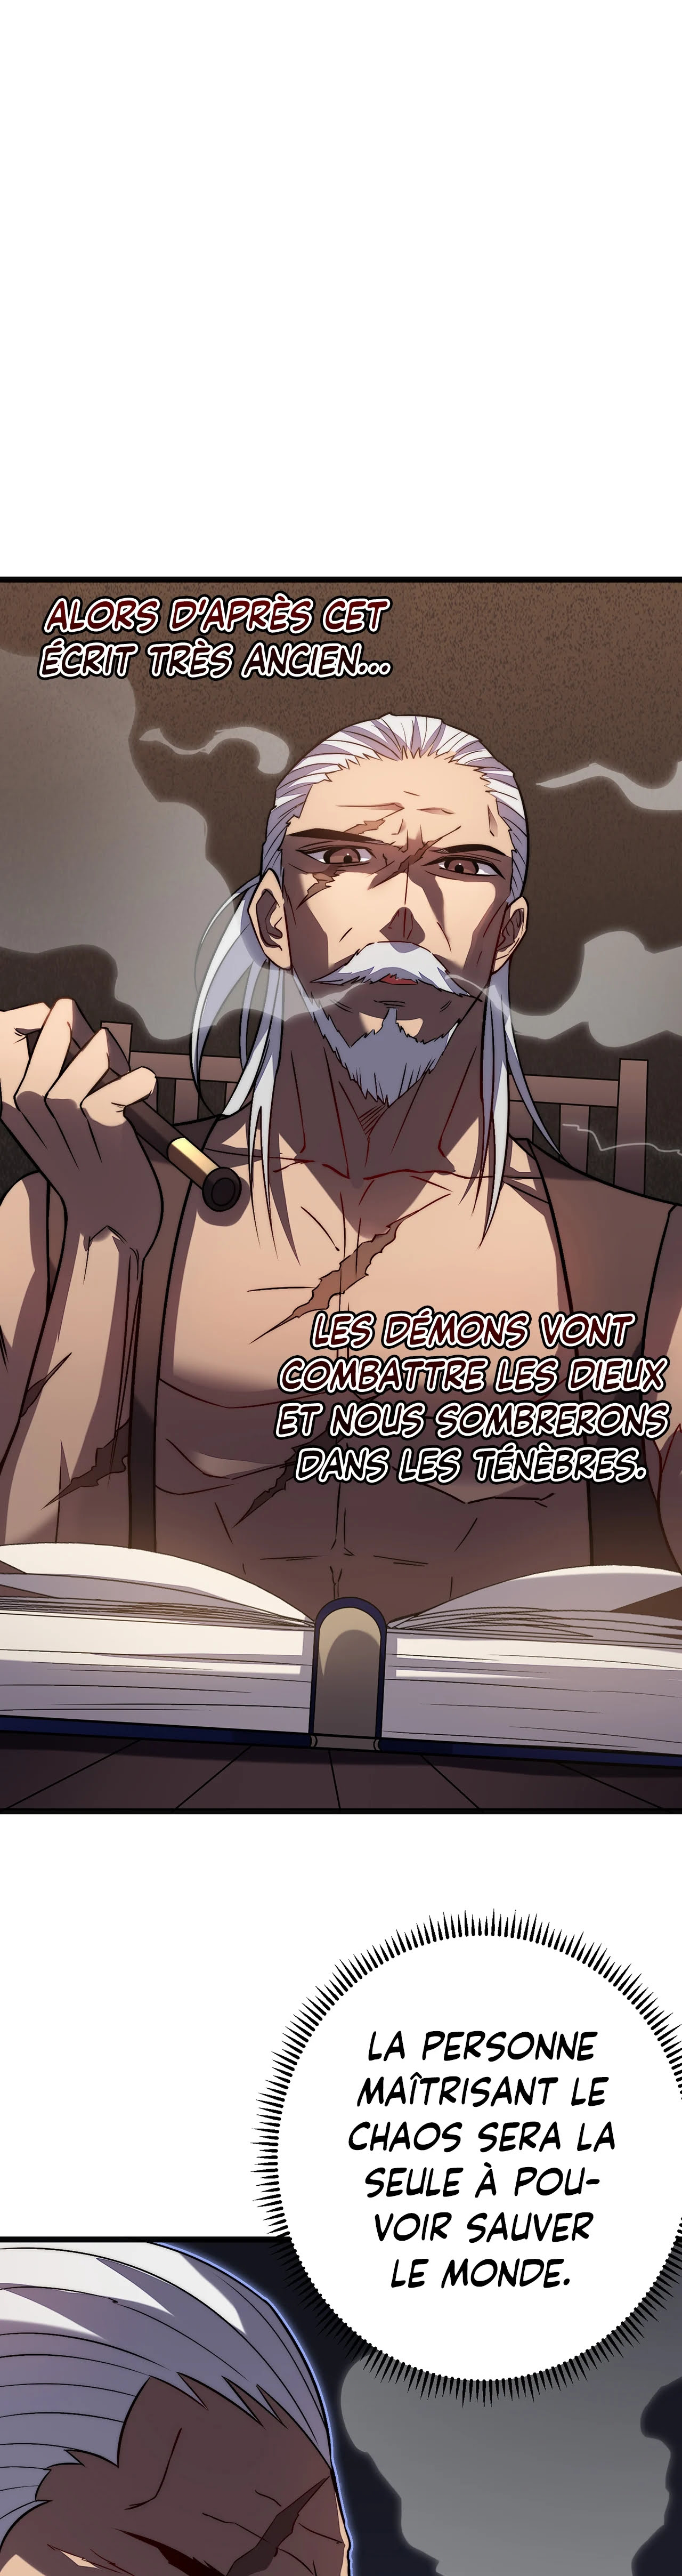 ALORS D'APRÈS CET
ÉCRIT TRÈS ANCIEN...
LES DÉMONS VONT
COMBATTRE LES DIEUX
ET NOUS SOMBRERONS
DANS LES TÉNÈBRES.
LA PERSONNE
MAÎTRISANT LE
CHAOS SERA LA
SEULE À POU-
VOIR SAUVER
LE MONDE.